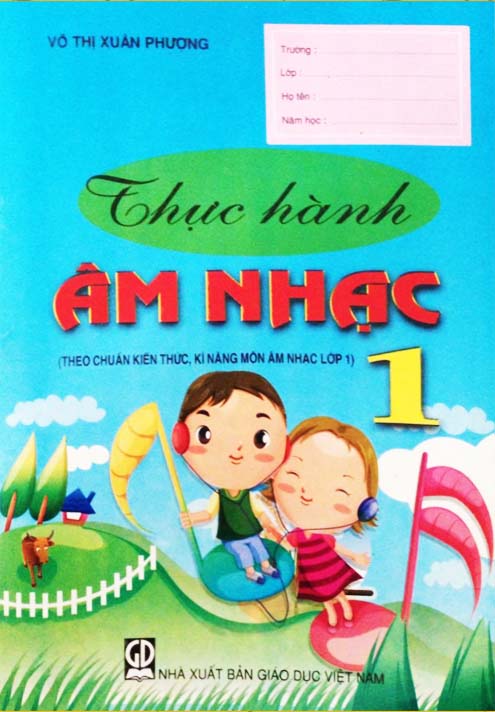 VÕ THỊ XUÂN PHƯƠNG
Trường :
Lớp :
Họ tên :
Năm học :
Thực hành
ÂM NHẠC
(THEO CHUẨN KIẾN THỨC, KĨ NĂNG MÔN ÂM NHẠC LỚP 1)
1
GD
NHÀ XUẤT BẢN GIÁO DỤC VIỆT NAM